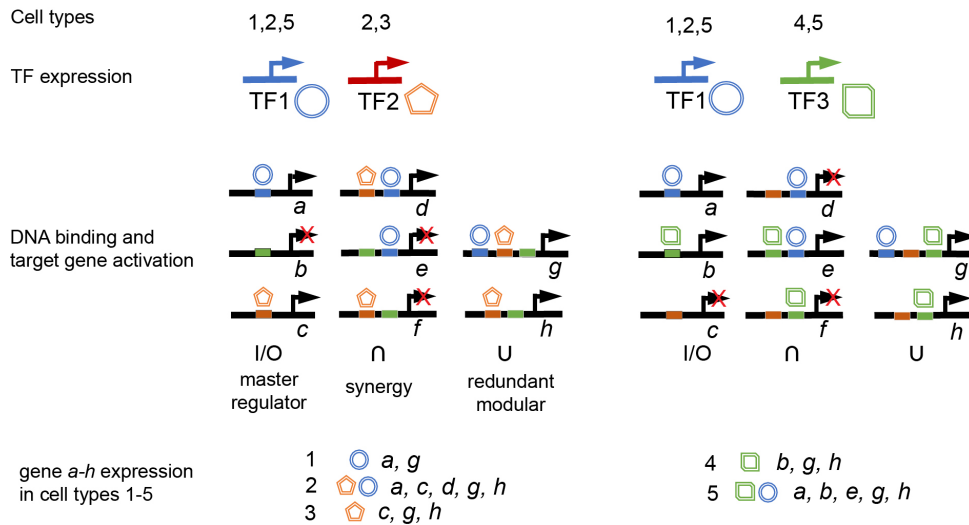 Cell types
1,2,5
2,3
1,2,5
4,5
TF expression
TF1
TF2
TF1
TF3
a
d
a
d
DNA binding and
target gene activation
b
e
g
b
e
g
c
f
h
c
f
h
I/O
∩
∪
I/O
∩
∪
master
regulator
synergy
redundant
modular
gene a-h expression
in cell types 1-5
1 a, g
2 a, c, d, g, h
3 c, g, h
4 b, g, h
5 a, b, e, g, h